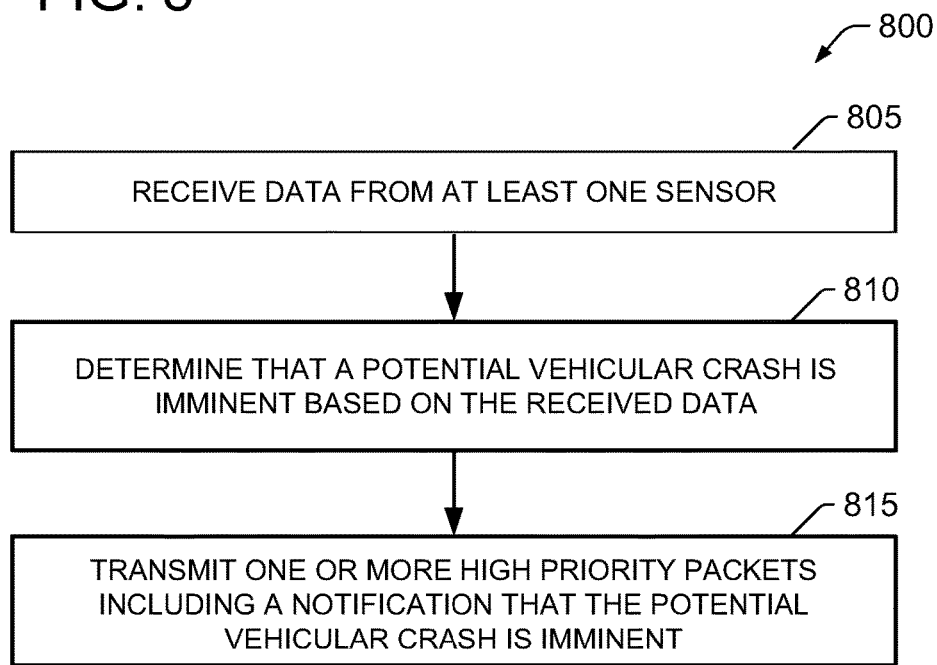 800
805
RECEIVE DATA FROM AT LEAST ONE SENSOR
810
DETERMINE THAT A POTENTIAL VEHICULAR CRASH IS
IMMINENT BASED ON THE RECEIVED DATA
815
TRANSMIT ONE OR MORE HIGH PRIORITY PACKETS
INCLUDING A NOTIFICATION THAT THE POTENTIAL
VEHICULAR CRASH IS IMMINENT